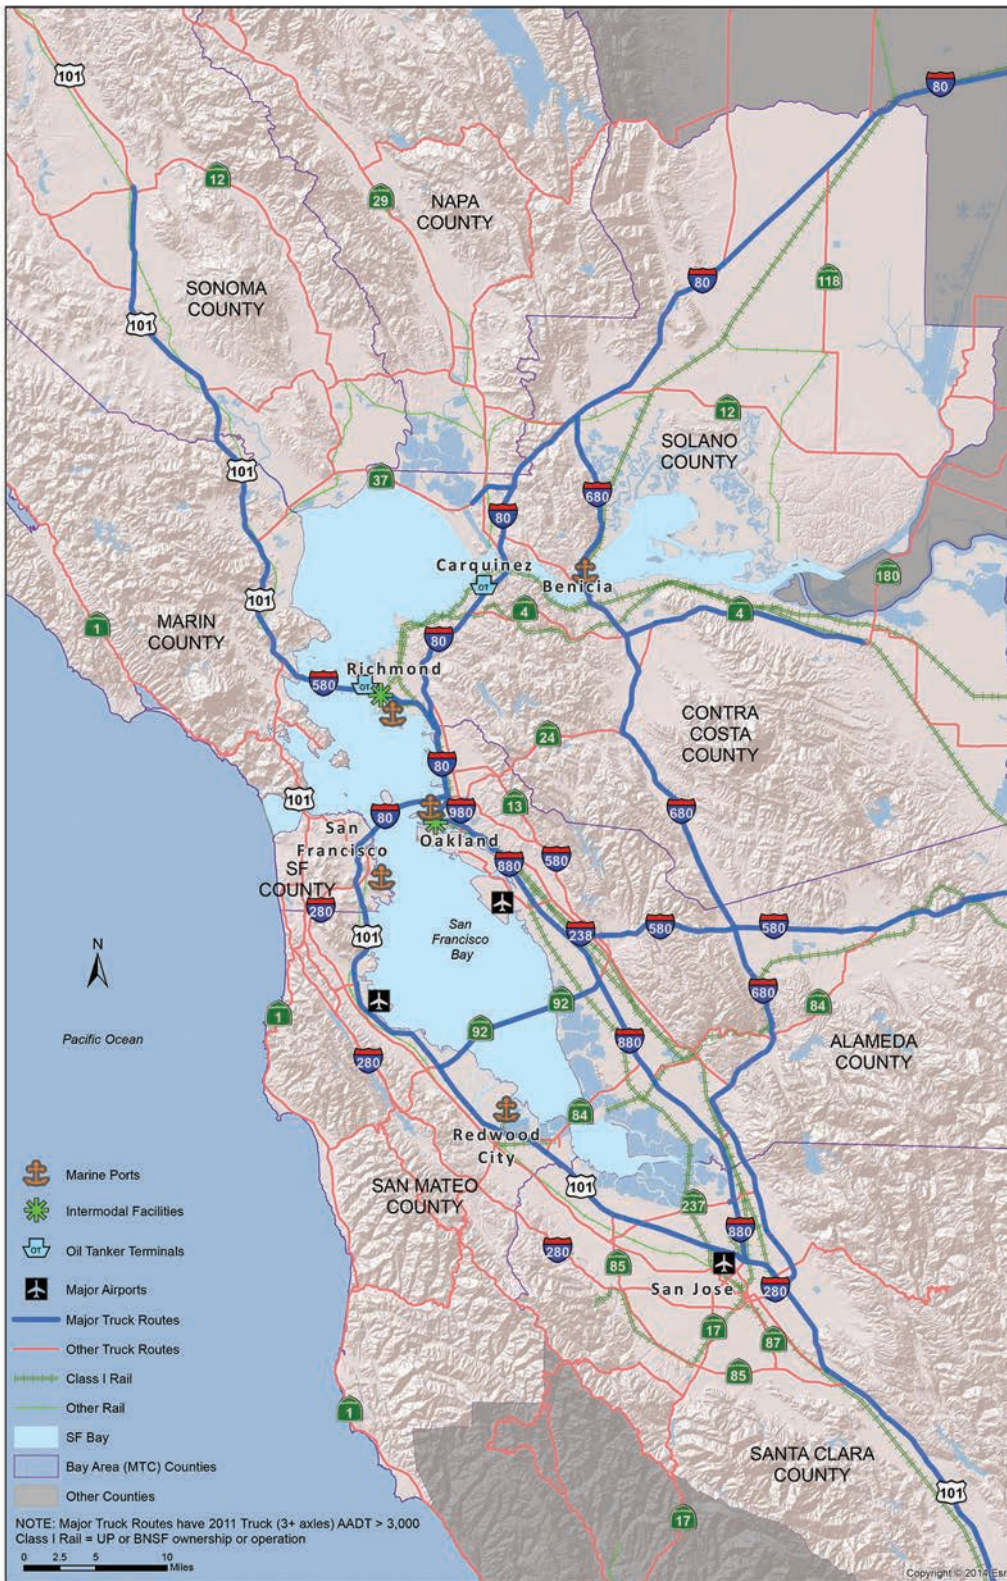 101
80
12
29
NAPA
COUNTY
SONOMA
COUNTY
80
118
101
12
SOLANO
COUNTY
101
37
680
80
Carquinez
Benicia
OT
180
101
4
4
1
MARIN
COUNTY
80
Richmond
580
OT
CONTRA
COSTA
COUNTY
24
80
101
680
80
980
13
San
Francisco
Oakland
580
880
SF
COUNTY
280
San
Francisco
Bay
101
238
580
580
N
680
92
84
1
92
880
ALAMEDA
COUNTY
Pacific Ocean
280
84
Redwood
City
Marine Ports
SAN MATEO
COUNTY
101
237
Intermodal Facilities
880
OT
Oil Tanker Terminals
280
85
Major Airports
San Jose
280
Major Truck Routes
17
87
Other Truck Routes
85
Class I Rail
Other Rail
1
SF Bay
Bay Area (MTC) Counties
SANTA CLARA
COUNTY
Other Counties
101
NOTE: Major Truck Routes have 2011 Truck (3+ axles) AADT > 3,000
Class I Rail = UP or BNSF ownership or operation
17
0 2.5 5 10
Miles
Copyright © 2014